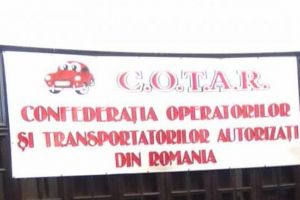 C.O.T.A.R.
CONFEDERAȚIA OPERATORILOR
ȘI TRANSPORTATORILOR AUTORIZAȚI
DIN ROMANIA